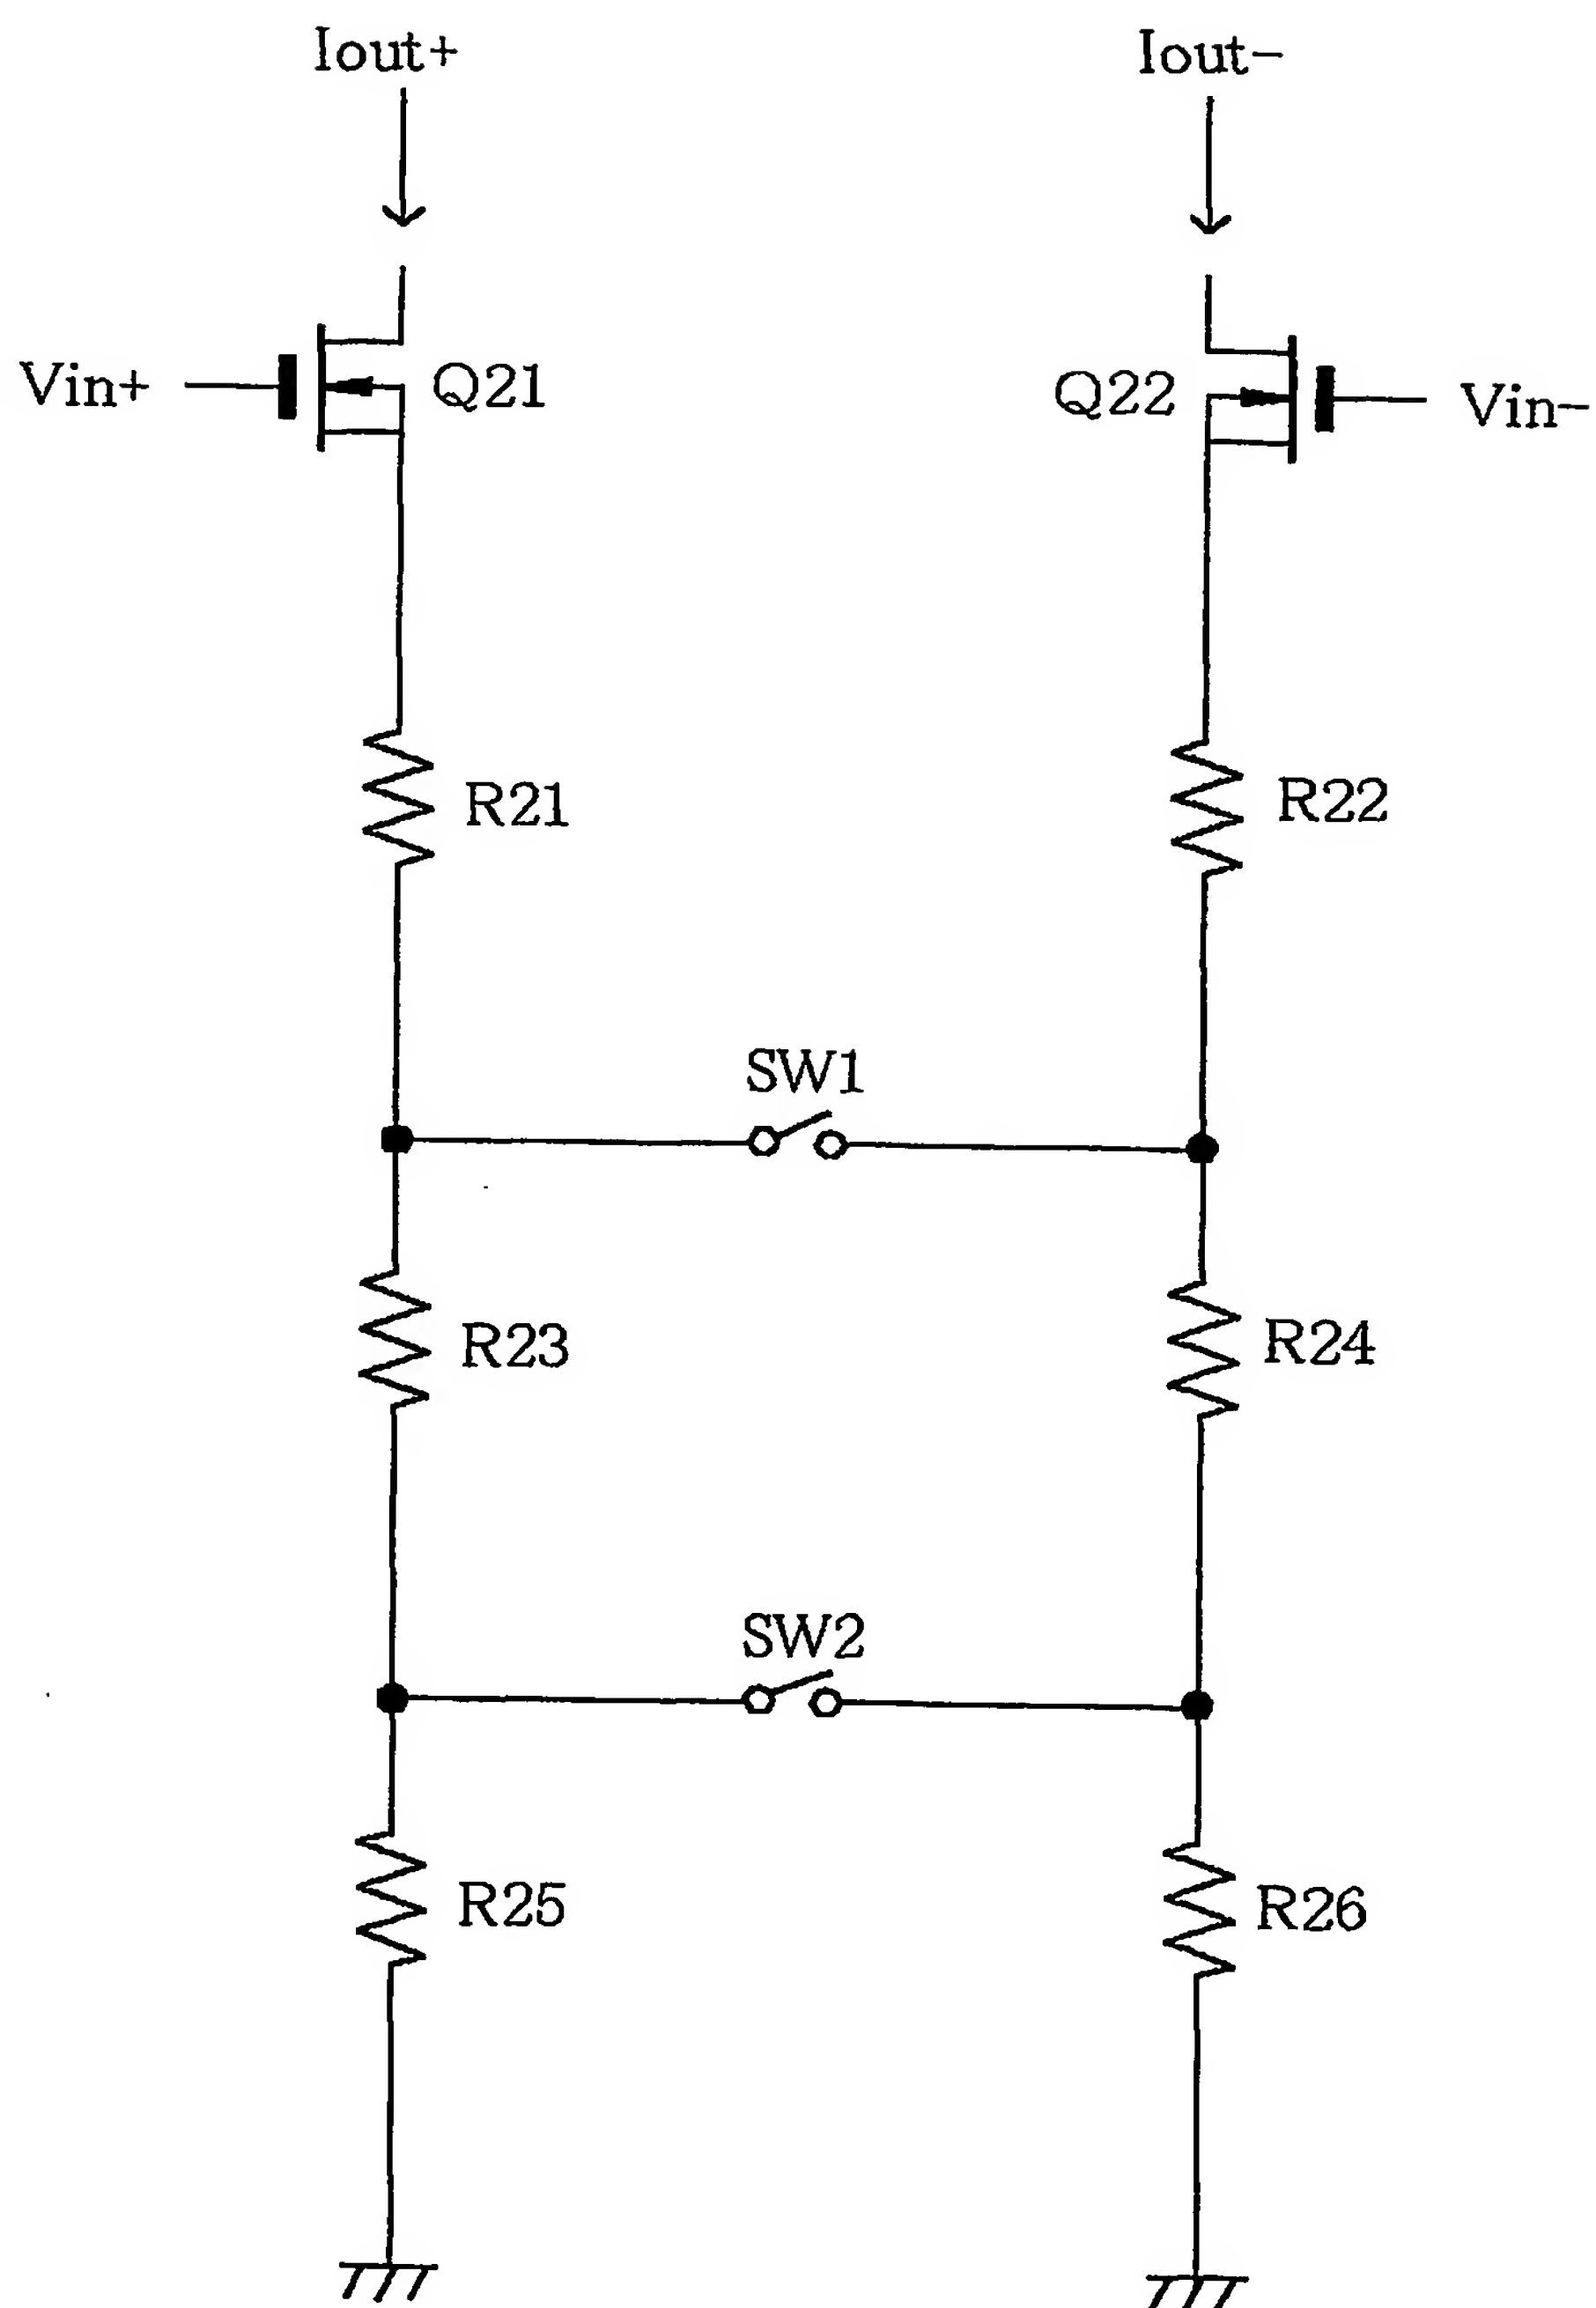 Iout+
Iout−
Vin+
Q21
Q22
Vin−
R21
R22
SW1
R23
R24
SW2
R25
R26